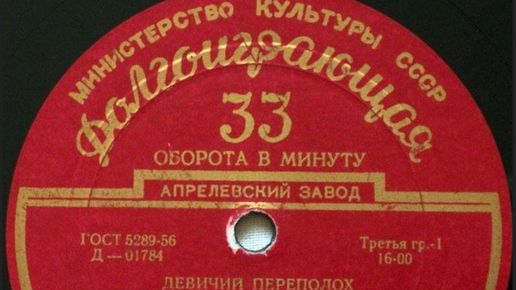 МИНИСТЕРСТВО КУЛЬТУРЫ СССР
Долгоиграющая
33
ОБОРОТА В МИНУТУ
АПРЕЛЕВСКИЙ ЗАВОД
ГОСТ 5289-56
Д — 01784
Третья гр.-1
16-00
ДЕВИЧИЙ ПЕРЕПОЛОХ